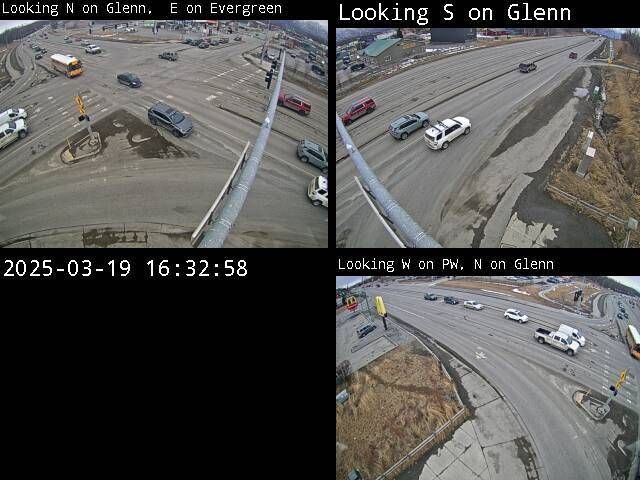 Looking N on Glenn,  E on Evergreen
Looking S on Glenn
2025-03-19 16:32:58
Looking W on PW, N on Glenn